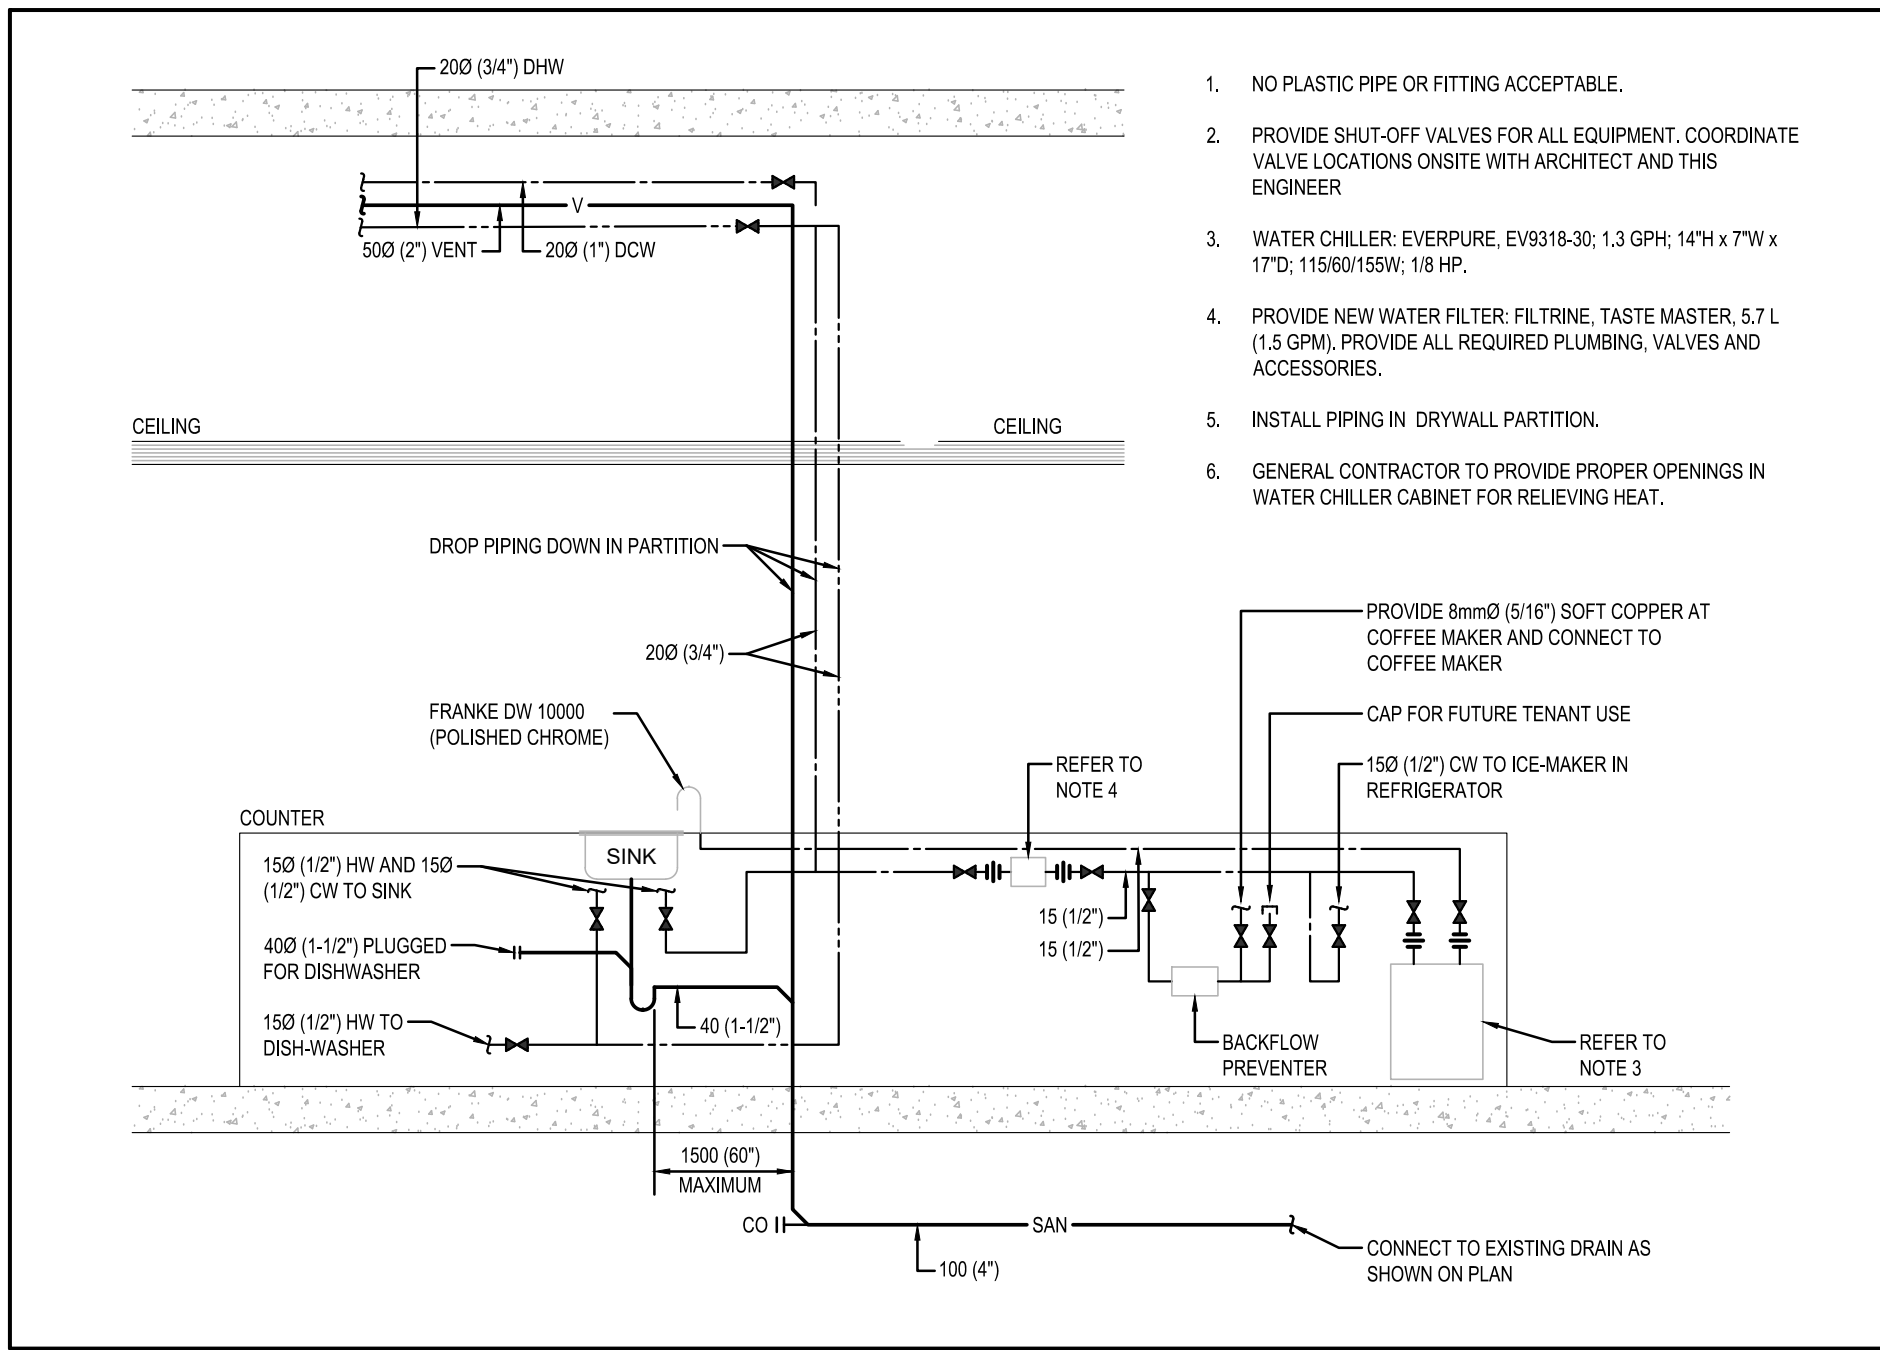 20Ø (3/4") DHW
V
50Ø (2") VENT
20Ø (1") DCW
1. NO PLASTIC PIPE OR FITTING ACCEPTABLE.
2. PROVIDE SHUT-OFF VALVES FOR ALL EQUIPMENT. COORDINATE
VALVE LOCATIONS ONSITE WITH ARCHITECT AND THIS
ENGINEER
3. WATER CHILLER: EVERPURE, EV9318-30; 1.3 GPH; 14"H x 7"W x
17"D; 115/60/155W; 1/8 HP.
4. PROVIDE NEW WATER FILTER: FILTRINE, TASTE MASTER, 5.7 L
(1.5 GPM). PROVIDE ALL REQUIRED PLUMBING, VALVES AND
ACCESSORIES.
5. INSTALL PIPING IN DRYWALL PARTITION.
6. GENERAL CONTRACTOR TO PROVIDE PROPER OPENINGS IN
WATER CHILLER CABINET FOR RELIEVING HEAT.
CEILING
CEILING
DROP PIPING DOWN IN PARTITION
20Ø (3/4")
FRANKE DW 10000
(POLISHED CHROME)
PROVIDE 8mmØ (5/16") SOFT COPPER AT
COFFEE MAKER AND CONNECT TO
COFFEE MAKER
CAP FOR FUTURE TENANT USE
REFER TO
NOTE 4
15Ø (1/2") CW TO ICE-MAKER IN
REFRIGERATOR
COUNTER
SINK
15Ø (1/2") HW AND 15Ø
(1/2") CW TO SINK
40Ø (1-1/2") PLUGGED
FOR DISHWASHER
15Ø (1/2") HW TO
DISH-WASHER
40 (1-1/2")
15 (1/2")
15 (1/2")
BACKFLOW
PREVENTER
REFER TO
NOTE 3
1500 (60")
MAXIMUM
CO
SAN
100 (4")
CONNECT TO EXISTING DRAIN AS
SHOWN ON PLAN